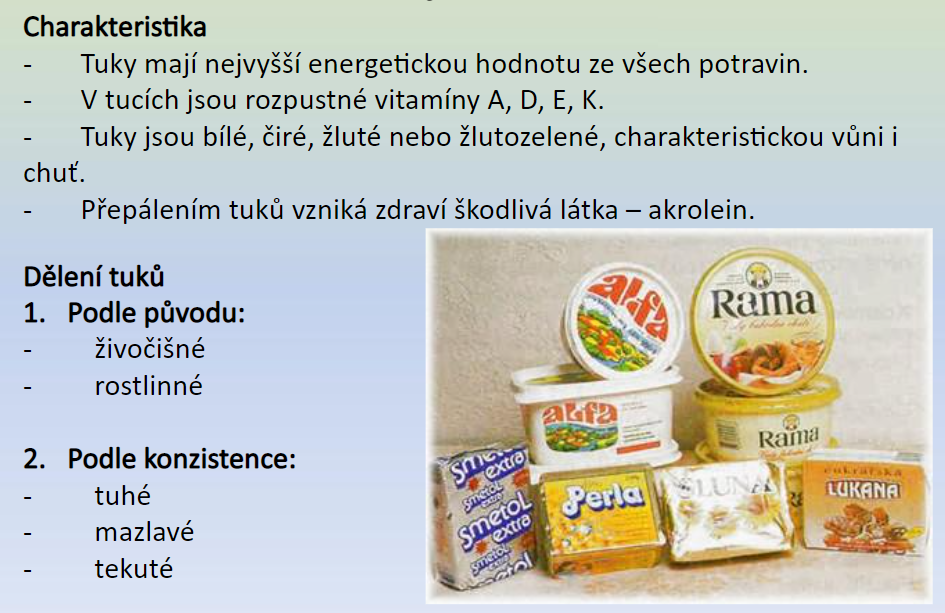 Charakteristika
- Tuky mají nejvyšší energetickou hodnotu ze všech potravin.
- V tucích jsou rozpustné vitamíny A, D, E, K.
- Tuky jsou bílé, čiré, žluté nebo žlutozelené, charakteristickou vůni i
chuť.
- Přepálením tuků vzniká zdraví škodlivá látka – akrolein.
Dělení tuků
1. Podle původu:
- živočišné
- rostlinné
2. Podle konzistence:
- tuhé
- mazlavé
- tekuté
alfa
Rama
alfa
Rama
smetol
extra
smetol
extra
smetol
extra
Perla
SLUNA
cukrářská
LUKANA